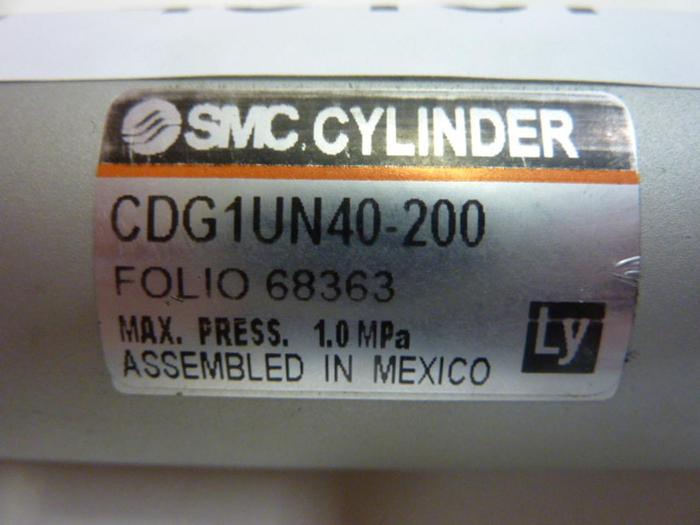 SMC CYLINDER
CDG1UN40-200
FOLIO 68363
MAX. PRESS. 1.0 MPa
ASSEMBLED IN MEXICO
Ly